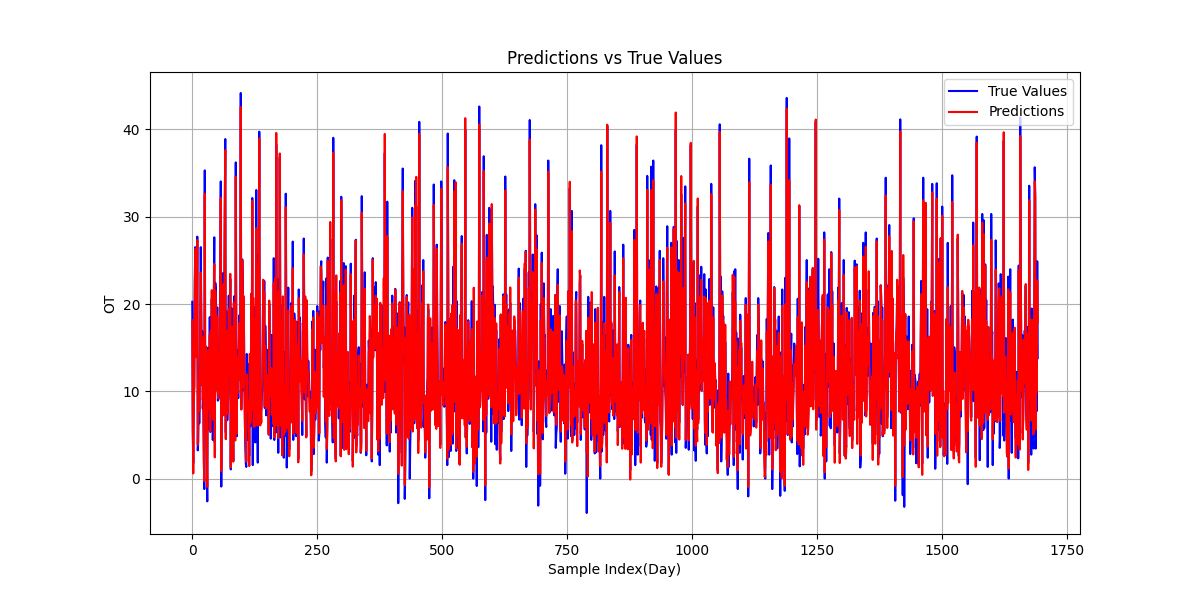 Predictions vs True Values
True Values
Predictions
OT
40
30
20
10
0
0 250 500 750 1000 1250 1500 1750
Sample Index(Day)